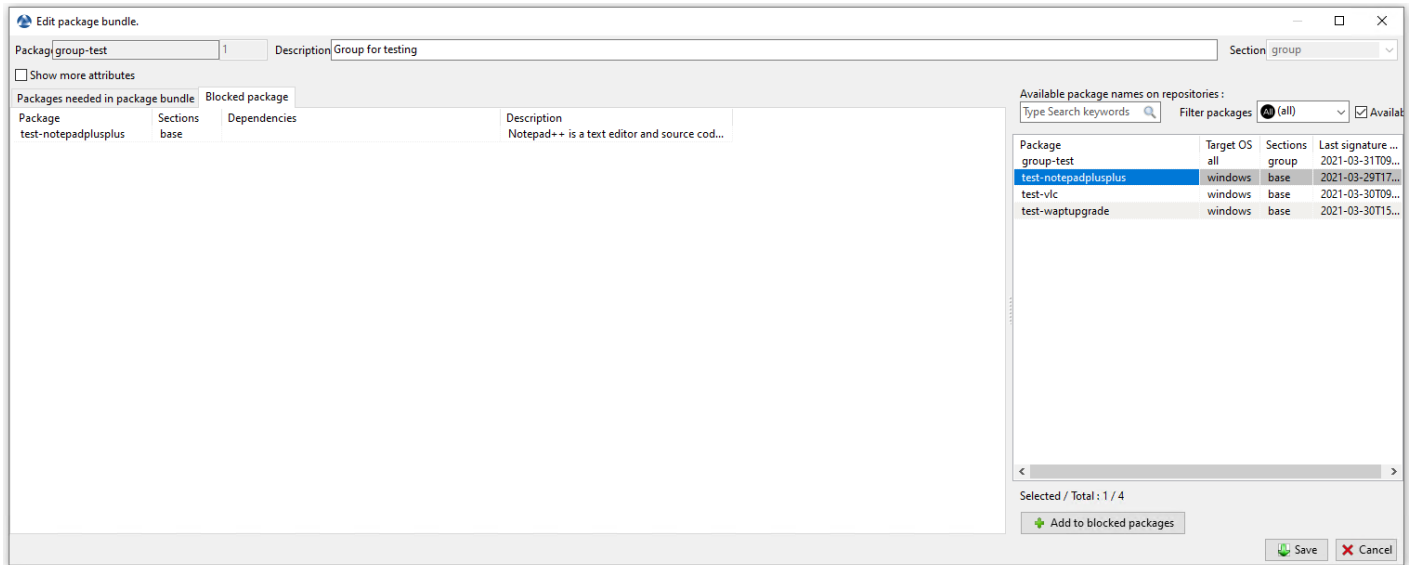 Edit package bundle.
Packag group-test 1 Description Group for testing Section group
Show more attributes
Packages needed in package bundle Blocked package
Package Sections Dependencies Description
test-notepadplusplus base Notepad++ is a text editor and source cod...
Available package names on repositories :
Type Search keywords Filter packages All (all) Availab
Package Target OS Sections Last signature ...
group-test all group 2021-03-31T09...
test-notepadplusplus windows base 2021-03-29T17...
test-vlc windows base 2021-03-30T09...
test-waptupgrade windows base 2021-03-30T15...
Selected / Total : 1 / 4
Add to blocked packages
Save Cancel